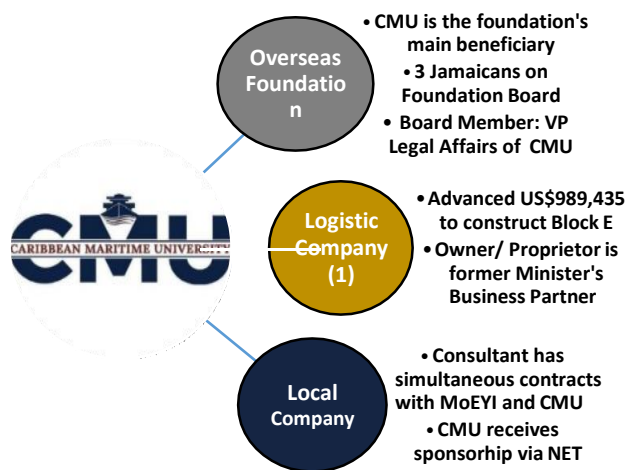 • CMU is the foundation's
main beneficiary
• 3 Jamaicans on
Foundation Board
• Board Member: VP
Legal Affairs of CMU
Overseas
Foundatio
n
CMU
CARIBBEAN MARITIME UNIVERSITY
Logistic
Company
(1)
• Advanced US$989,435
to construct Block E
• Owner/ Proprietor is
former Minister's
Business Partner
Local
Company
• Consultant has
simultaneous contracts
with MoEYI and CMU
• CMU receives
sponsorhip via NET